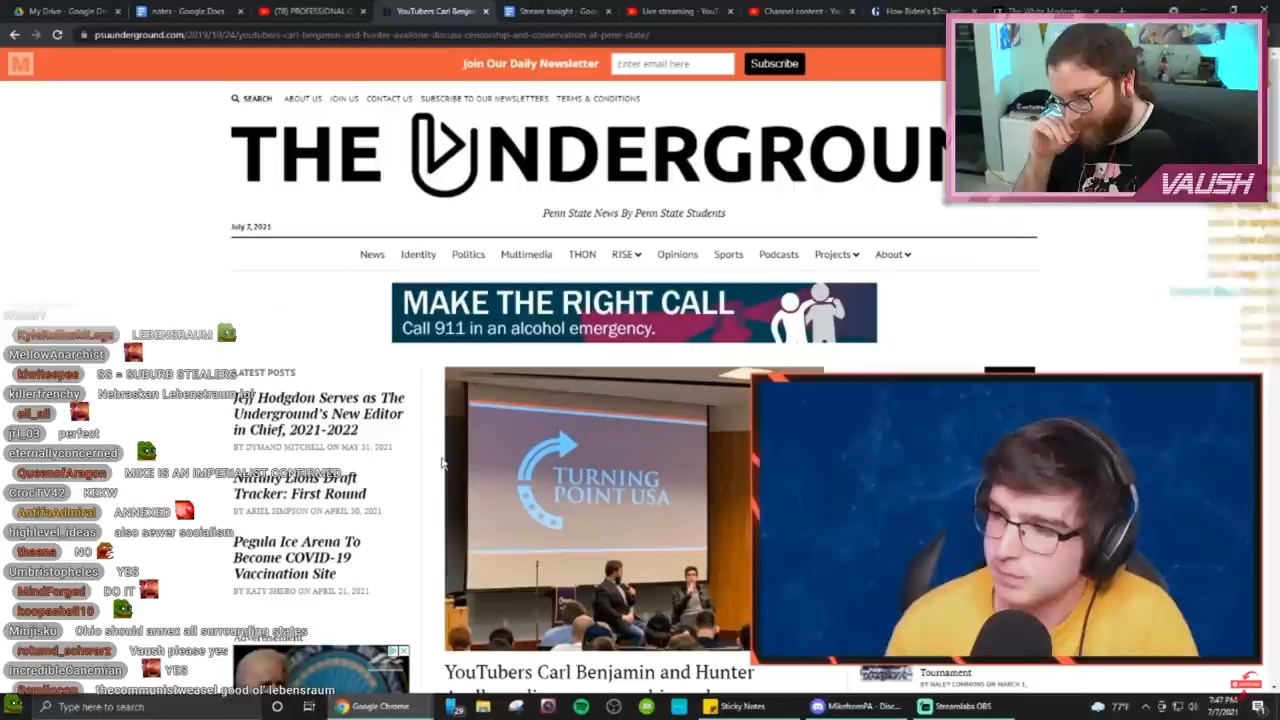 My Drive - Google D
notes - Google Docs
(78) PROFESSIONAL C
YouTubers Carl Benjam
Stream tonight - Goo
Live streaming - YouT
Channel content - You
How Biden's $2tn
The White Moderate
psuunderground.com/2019/10/24/youtubers-carl-benjamin-and-hunter-avallone-discuss-censorship-and-conservatism-at-penn-state/
M
Join Our Daily Newsletter
Enter email here
Subscribe
SEARCH ABOUT US JOIN US CONTACT US SUBSCRIBE TO OUR NEWSLETTERS TERMS & CONDITIONS
THE UNDERGROUN
VAUSH
Penn State News By Penn State Students
July 7, 2021
News Identity Politics Multimedia THON RISE Opinions Sports Podcasts Projects About
MAKE THE RIGHT CALL
Call 911 in an alcohol emergency.
LEBENSRAUM
MellowAnarchist
kiwiteepee SG = SUBURB STEALERS
killerfrenchy Nebraskan Lebenstraum lol
eli_ell
j1l_03 perfect
eternallyconcerned
QueenofAragon MIKE IS AN IMPERIALIST CONFIRMED
CrocTV42 KEKW
AntifaAdmiral ANNEXED
highlevel_ideas also sewer socialism
thaena NO
Umbristopheles YES
MindForged DO IT
koopashell10
Minjisku Ohio should annex all surrounding states
rotund_schwarz Vaush please yes
IncredibleCanemian YES
thecommunistweasel
ATEST POSTS
Jeff Hodgdon Serves as The
Underground's New Editor
in Chief, 2021-2022
BY DYMAND MITCHELL ON MAY 31, 2021
Nittany Lions Draft
Tracker: First Round
BY ARIEL SIMPSON ON APRIL 30, 2021
Pegula Ice Arena To
Become COVID-19
Vaccination Site
BY KATY SHERO ON APRIL 21, 2021
Advertisement
TURNING
POINT USA
YouTubers Carl Benjamin and Hunter
Tournament
BY HALEY COMMONS ON MARCH 1,
Type here to search
Google Chrome
Sticky Notes
MikefromPA - Disc...
Streamlabs OBS
77°F
7:47 PM
7/7/2021